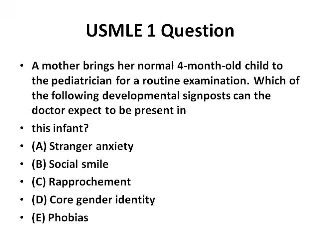 USMLE 1 Question
• A mother brings her normal 4-month-old child to
the pediatrician for a routine examination. Which of
the following developmental signposts can the
doctor expect to be present in
• this infant?
• (A) Stranger anxiety
• (B) Social smile
• (C) Rapprochement
• (D) Core gender identity
• (E) Phobias